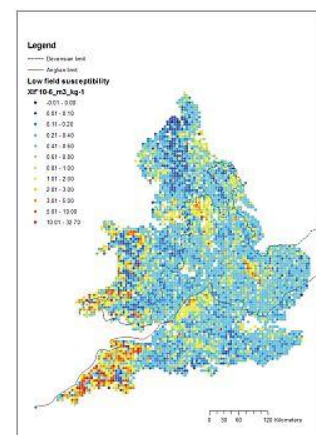 Legend
Devensian limit
Anglian limit
Low field susceptibility
Xlf 10-6_m3_kg-1
-0.01 - 0.00
0.01 - 0.10
0.11 - 0.20
0.21 - 0.40
0.41 - 0.60
0.61 - 0.80
0.81 - 1.00
1.01 - 2.00
2.01 - 3.00
3.01 - 5.00
5.01 - 10.00
10.01 - 32.70
0 30 60 120 Kilometers